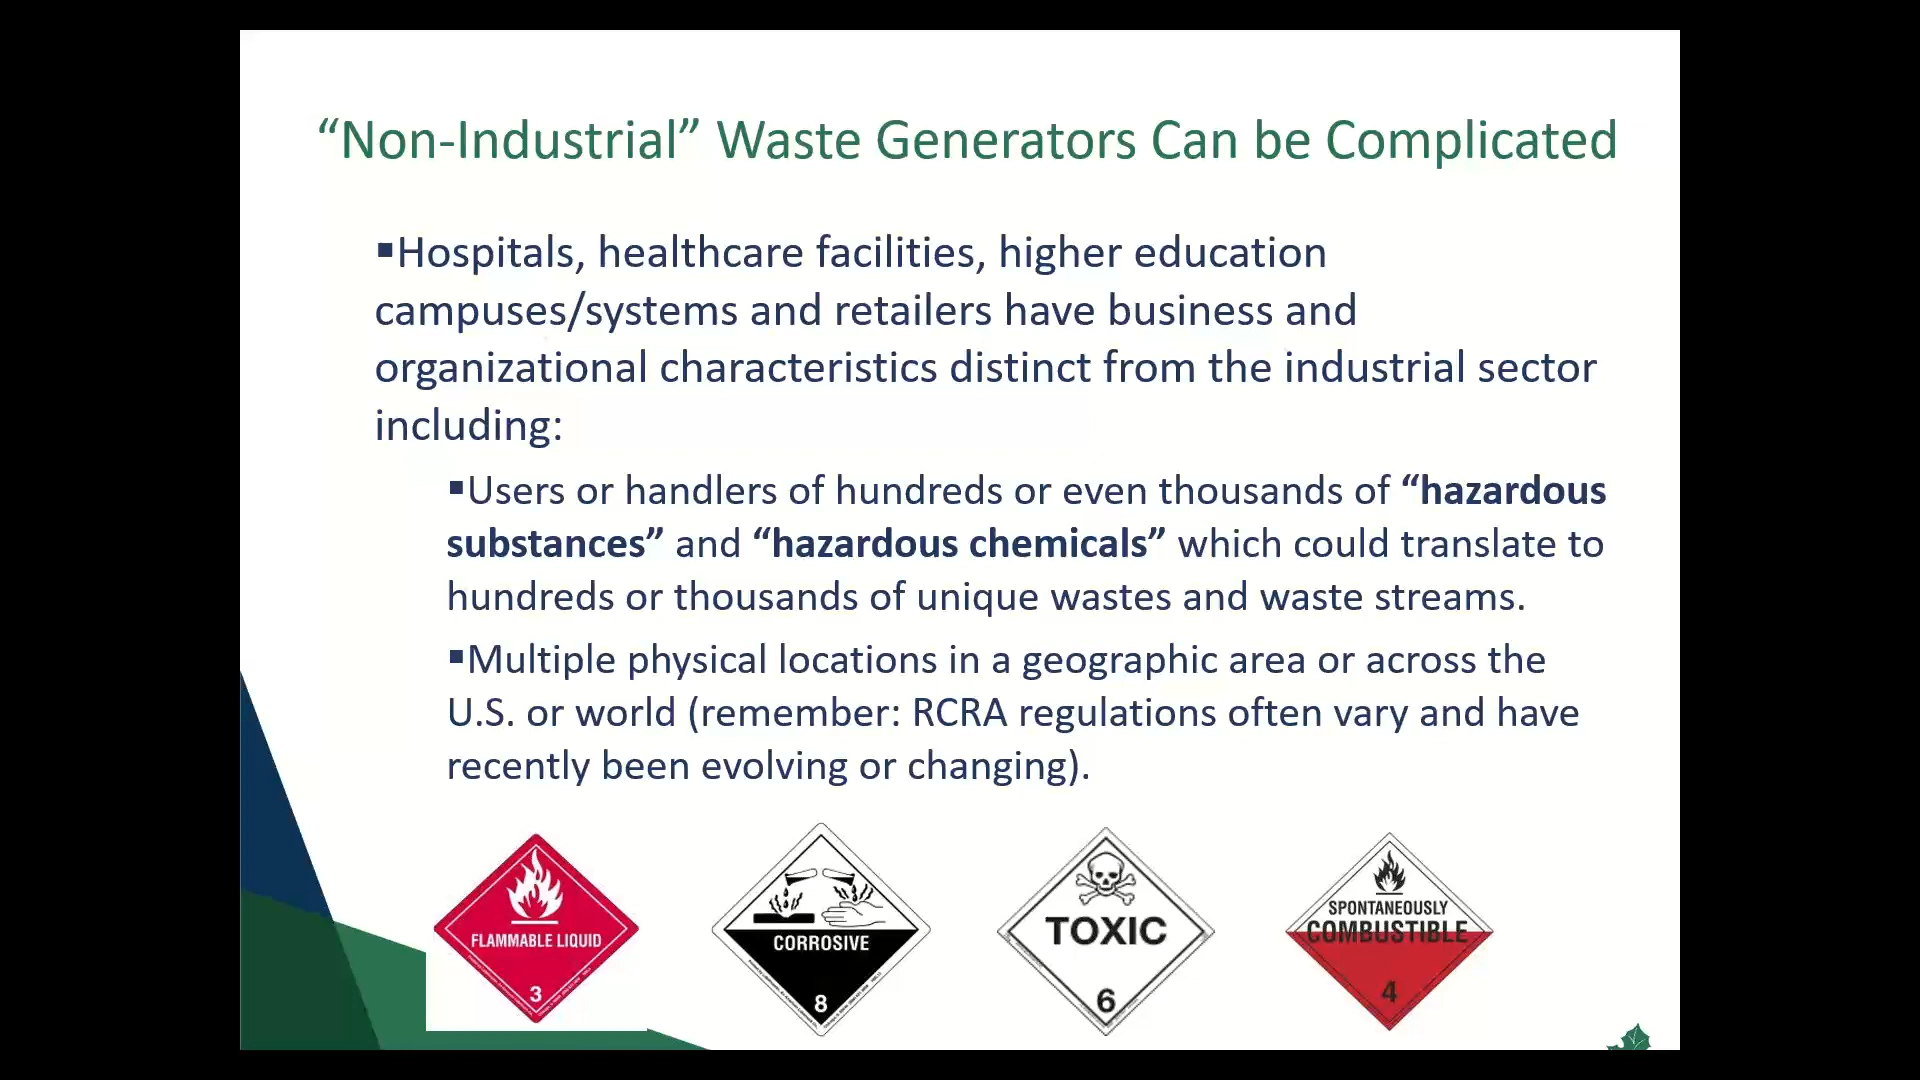 “Non-Industrial” Waste Generators Can be Complicated
▪Hospitals, healthcare facilities, higher education
campuses/systems and retailers have business and
organizational characteristics distinct from the industrial sector
including:
▪Users or handlers of hundreds or even thousands of “hazardous
substances” and “hazardous chemicals” which could translate to
hundreds or thousands of unique wastes and waste streams.
▪Multiple physical locations in a geographic area or across the
U.S. or world (remember: RCRA regulations often vary and have
recently been evolving or changing).
FLAMMABLE LIQUID
3
CORROSIVE
8
TOXIC
6
SPONTANEOUSLY
COMBUSTIBLE
4